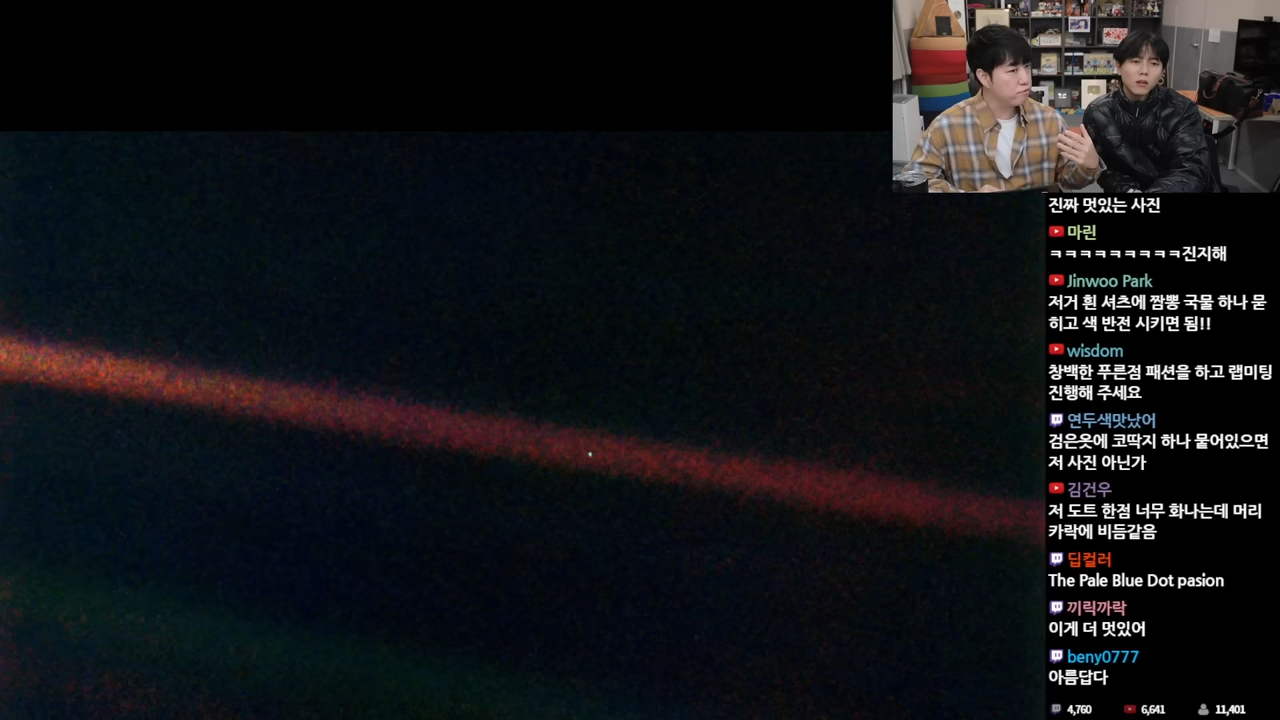 진짜 멋있는 사진
마린
ㅋㅋㅋㅋㅋㅋㅋㅋㅋ진지해
Jinwoo Park
저거 흰 셔츠에 짬뽕 국물 하나 묻
히고 색 반전 시키면 됨!!
wisdom
창백한 푸른점 패션을 하고 랩미팅
진행해 주세요
연두색맛났어
검은옷에 코딱지 하나 뭍어있으면
저 사진 아닌가
김건우
저 도트 한점 너무 화나는데 머리
카락에 비듬같음
딥컬러
The Pale Blue Dot pasion
끼릭까락
이게 더 멋있어
beny0777
아름답다
4,760 6,641 11,401